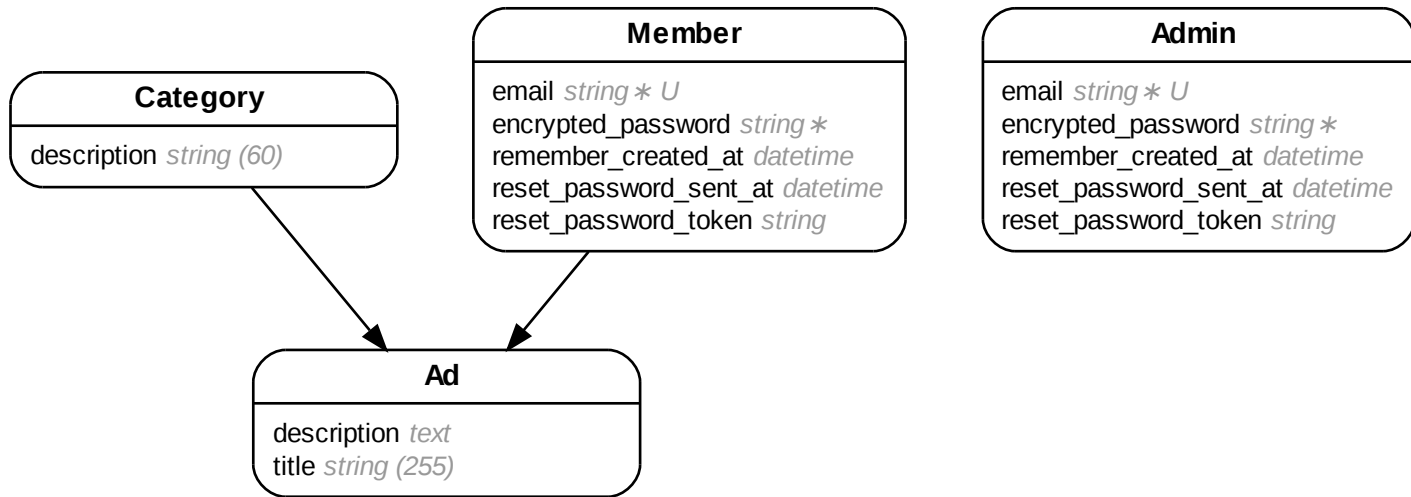 Category
description string (60)
Member
email string∗ U
encrypted_password string∗
remember_created_at datetime
reset_password_sent_at datetime
reset_password_token string
Admin
email string∗ U
encrypted_password string∗
remember_created_at datetime
reset_password_sent_at datetime
reset_password_token string
Ad
description text
title string (255)